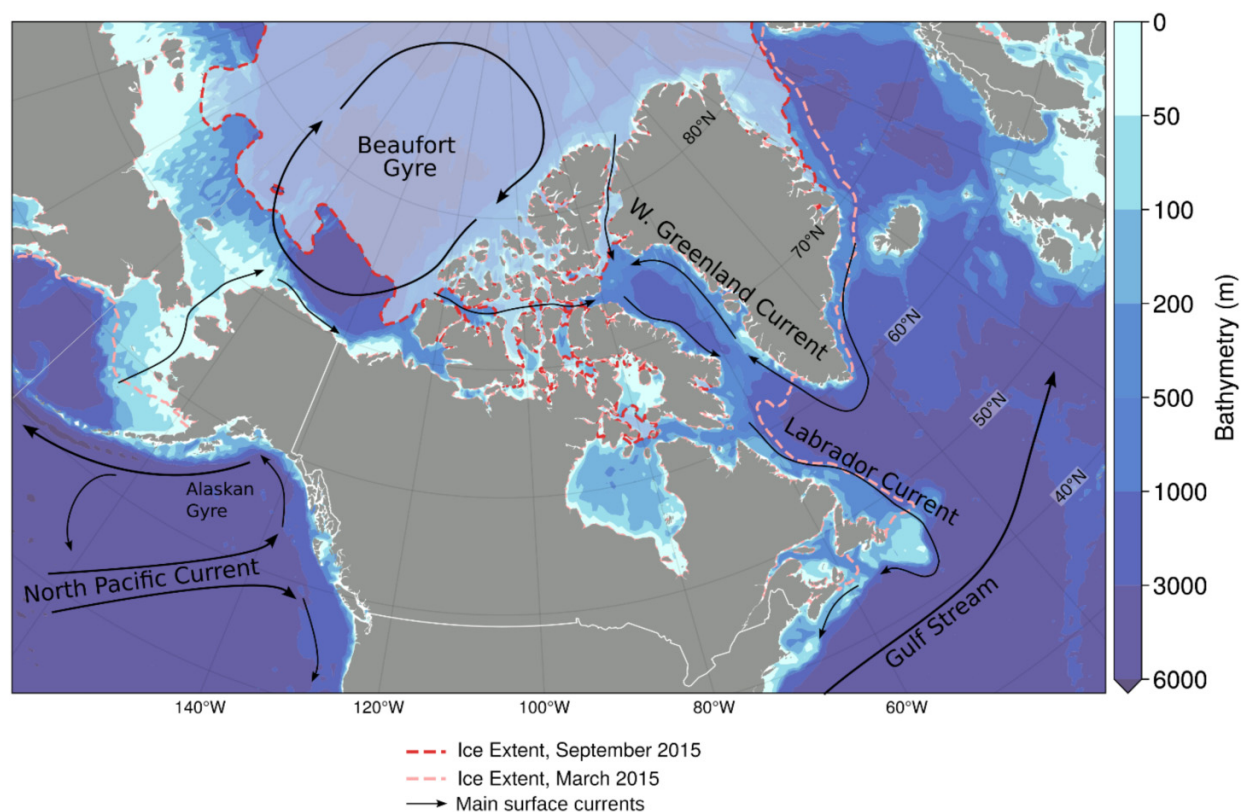 0
50
100
200
500
1000
3000
6000
Bathymetry (m)
Beaufort
Gyre
80°N
W. Greenland Current
70°N
60°N
50°N
40°N
Labrador Current
Alaskan
Gyre
North Pacific Current
Gulf Stream
140°W
120°W
100°W
80°W
60°W
Ice Extent, September 2015
Ice Extent, March 2015
Main surface currents